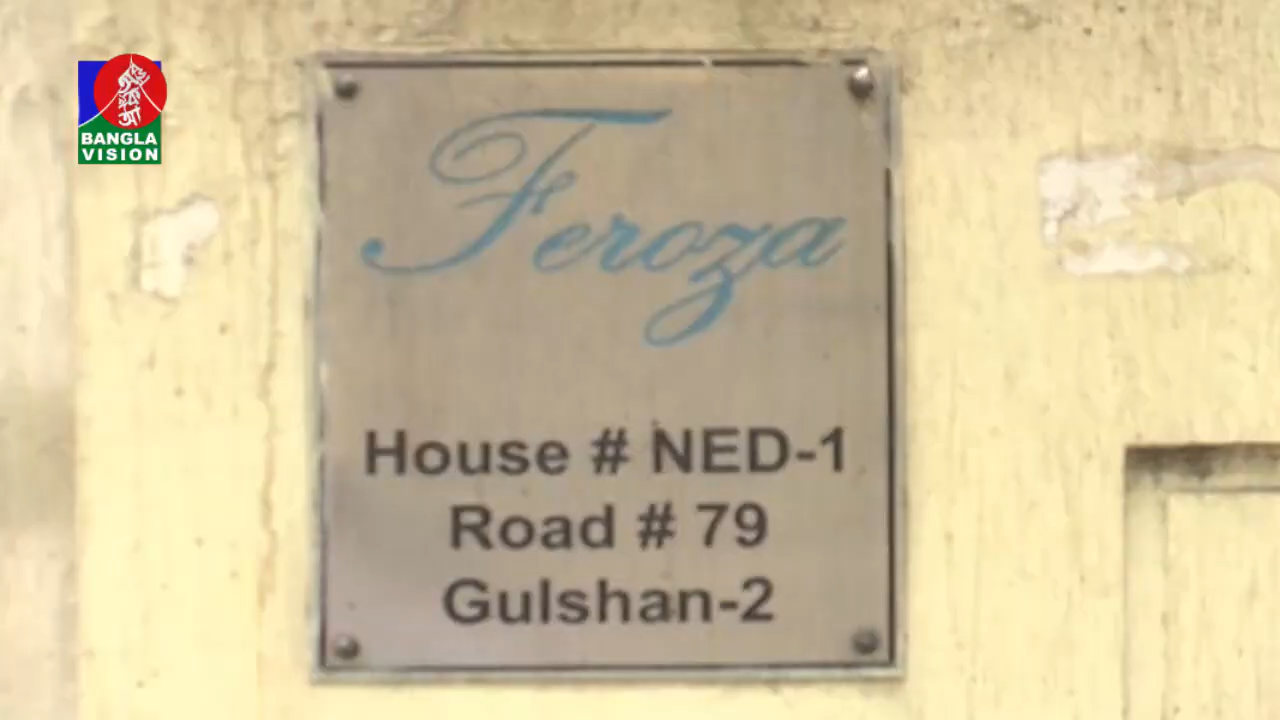 BANGLA
VISION
Feroza
House # NED-1
Road # 79
Gulshan-2